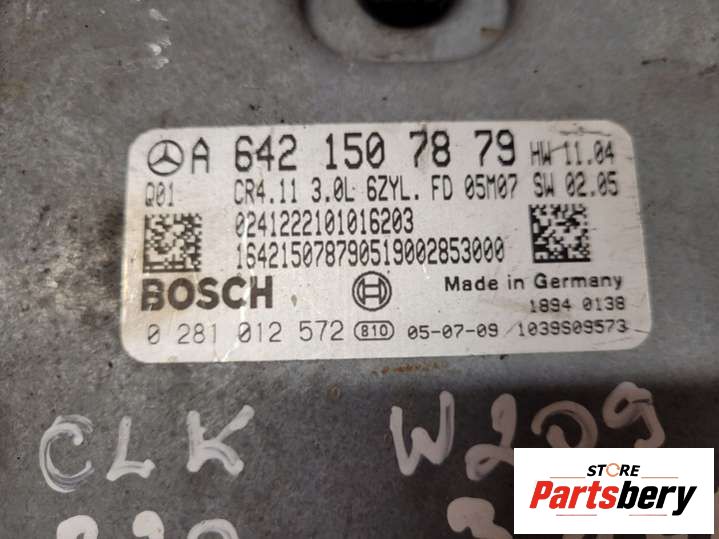 A 642 150 78 79 HW 11.04
Q01 CR4.11 3.0L 6ZYL. FD 05M07 SW 02.05
0241222101016203
164215078790519002853000
BOSCH Made in Germany
1894 0138
0 281 012 572 810 05-07-09 1039S09573
CLK W209
STORE
Partsbery